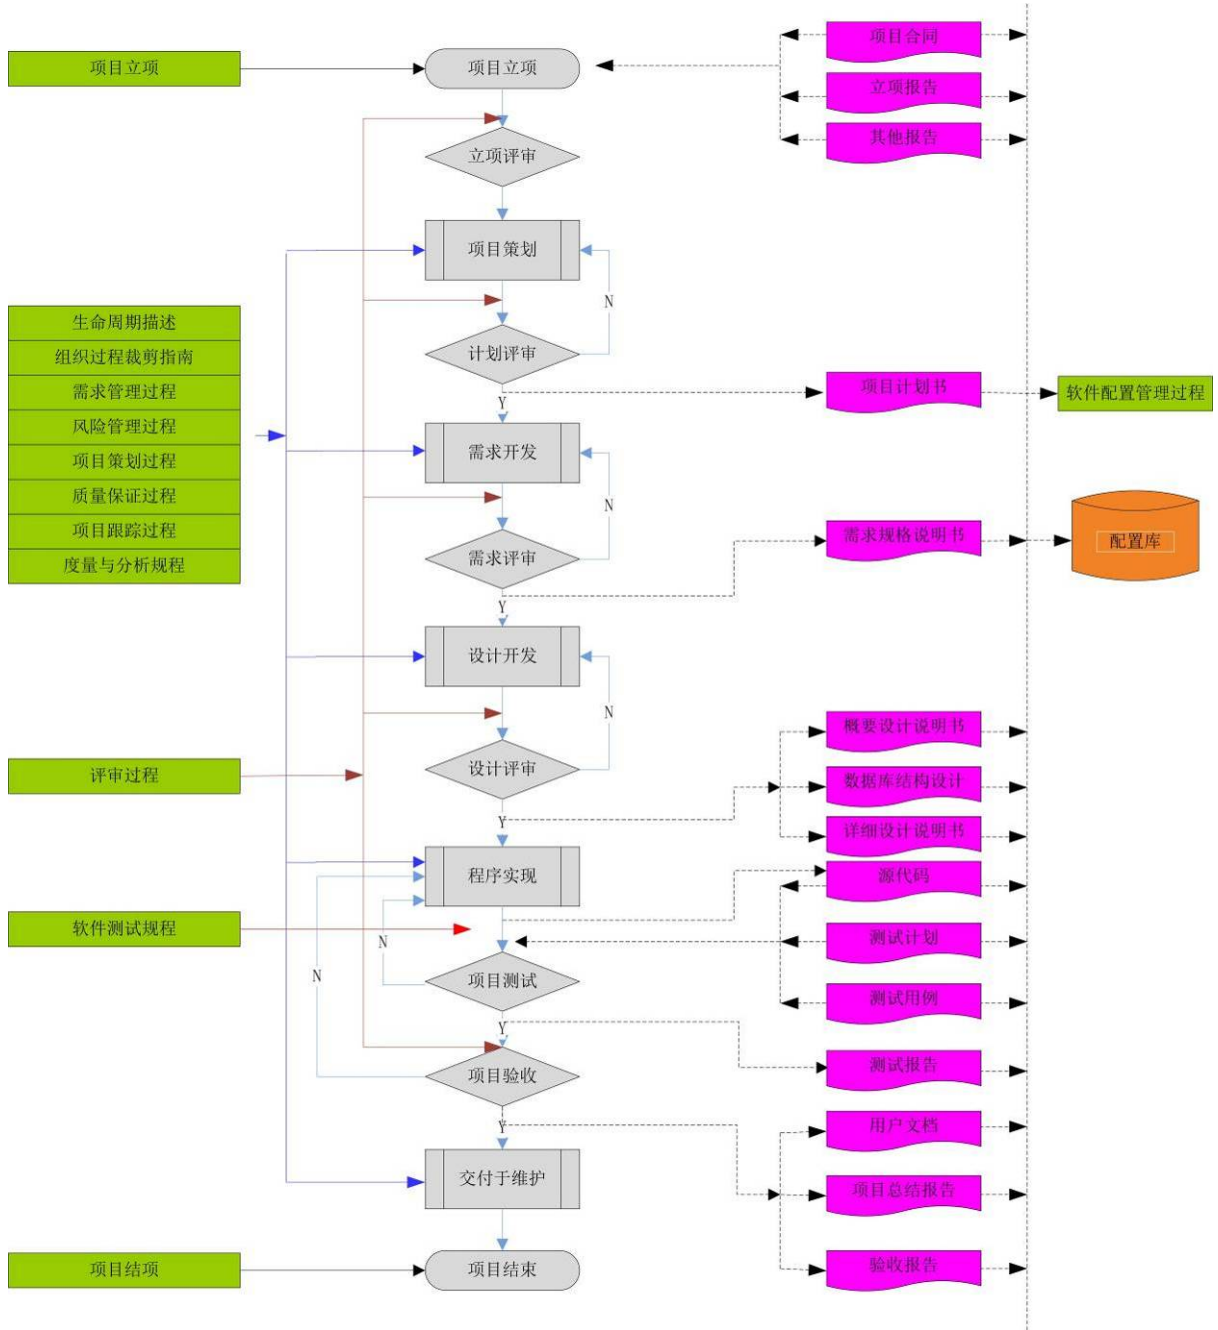 项目立项
项目立项
项目合同
立项报告
其他报告
立项评审
项目策划
N
生命周期描述
组织过程裁剪指南
需求管理过程
风险管理过程
项目策划过程
质量保证过程
项目跟踪过程
度量与分析规程
计划评审
Y
项目计划书
软件配置管理过程
需求开发
N
需求评审
Y
需求规格说明书
配置库
设计开发
N
评审过程
设计评审
Y
概要设计说明书
数据库结构设计
详细设计说明书
程序实现
源代码
软件测试规程
N
N
测试计划
项目测试
测试用例
Y
项目验收
测试报告
Y
用户文档
交付于维护
项目总结报告
项目结项
项目结束
验收报告